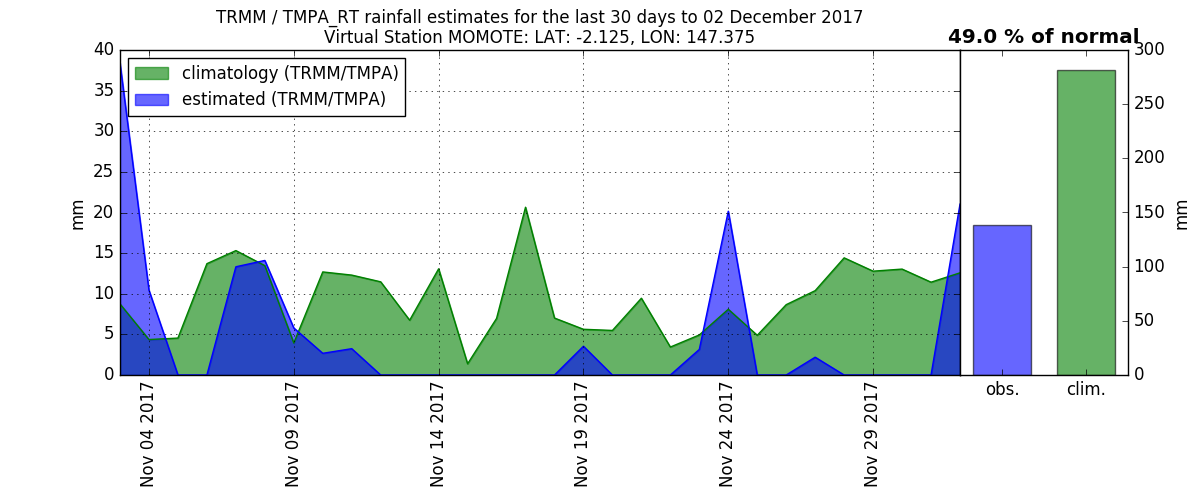 TRMM / TMPA_RT rainfall estimates for the last 30 days to 02 December 2017
Virtual Station MOMOTE: LAT: -2.125, LON: 147.375
49.0 % of normal
climatology (TRMM/TMPA)
estimated (TRMM/TMPA)
40
35
30
25
20
15
10
5
0
mm
Nov 04 2017
Nov 09 2017
Nov 14 2017
Nov 19 2017
Nov 24 2017
Nov 29 2017
300
250
200
150
100
50
0
mm
obs.
clim.